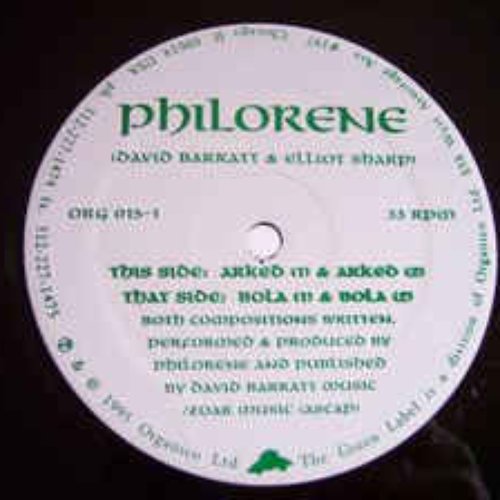 PHILORENE
(DAVID BARRATT & ELLIOT SHARP)
ORG 013-1
33 RPM
THIS SIDE: ARKED (1) & ARKED (2)
THAT SIDE: BOLA (1) & BOLA (2)
BOTH COMPOSITIONS WRITTEN,
PERFORMED & PRODUCED BY
PHILORENE AND PUBLISHED
BY DAVID BARRATT MUSIC
/ZOAR MUSIC (ASCAP)
Organico Ltd. The Green Label is a division of Organico Ltd.